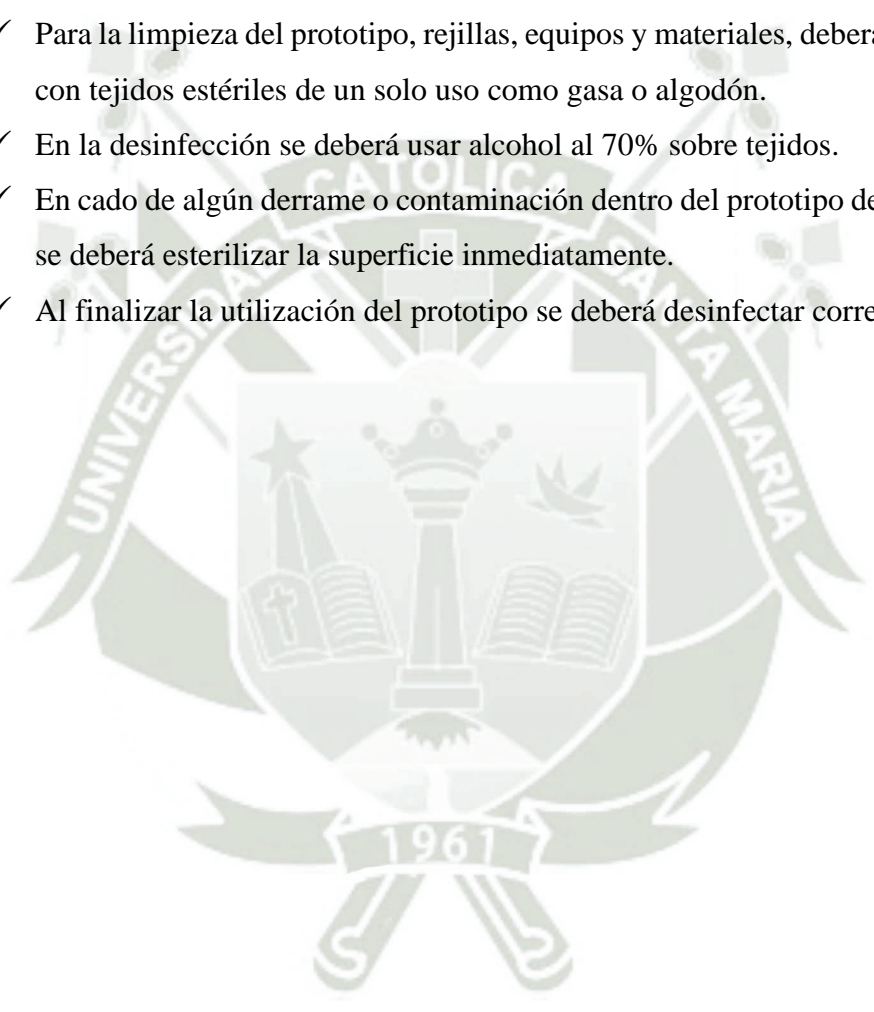 ✓ Para la limpieza del prototipo, rejillas, equipos y materiales, deberá
con tejidos estériles de un solo uso como gasa o algodón.
✓ En la desinfección se deberá usar alcohol al 70% sobre tejidos.
✓ En cado de algún derrame o contaminación dentro del prototipo de
se deberá esterilizar la superficie inmediatamente.
✓ Al finalizar la utilización del prototipo se deberá desinfectar corre
UNIVERSIDAD CATOLICA SANTA MARIA
1961